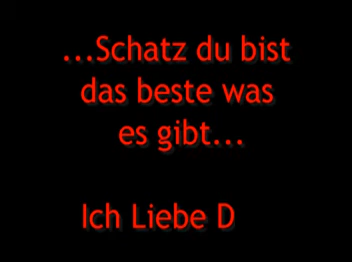 ...Schatz du bist
das beste was
es gibt...
Ich Liebe D